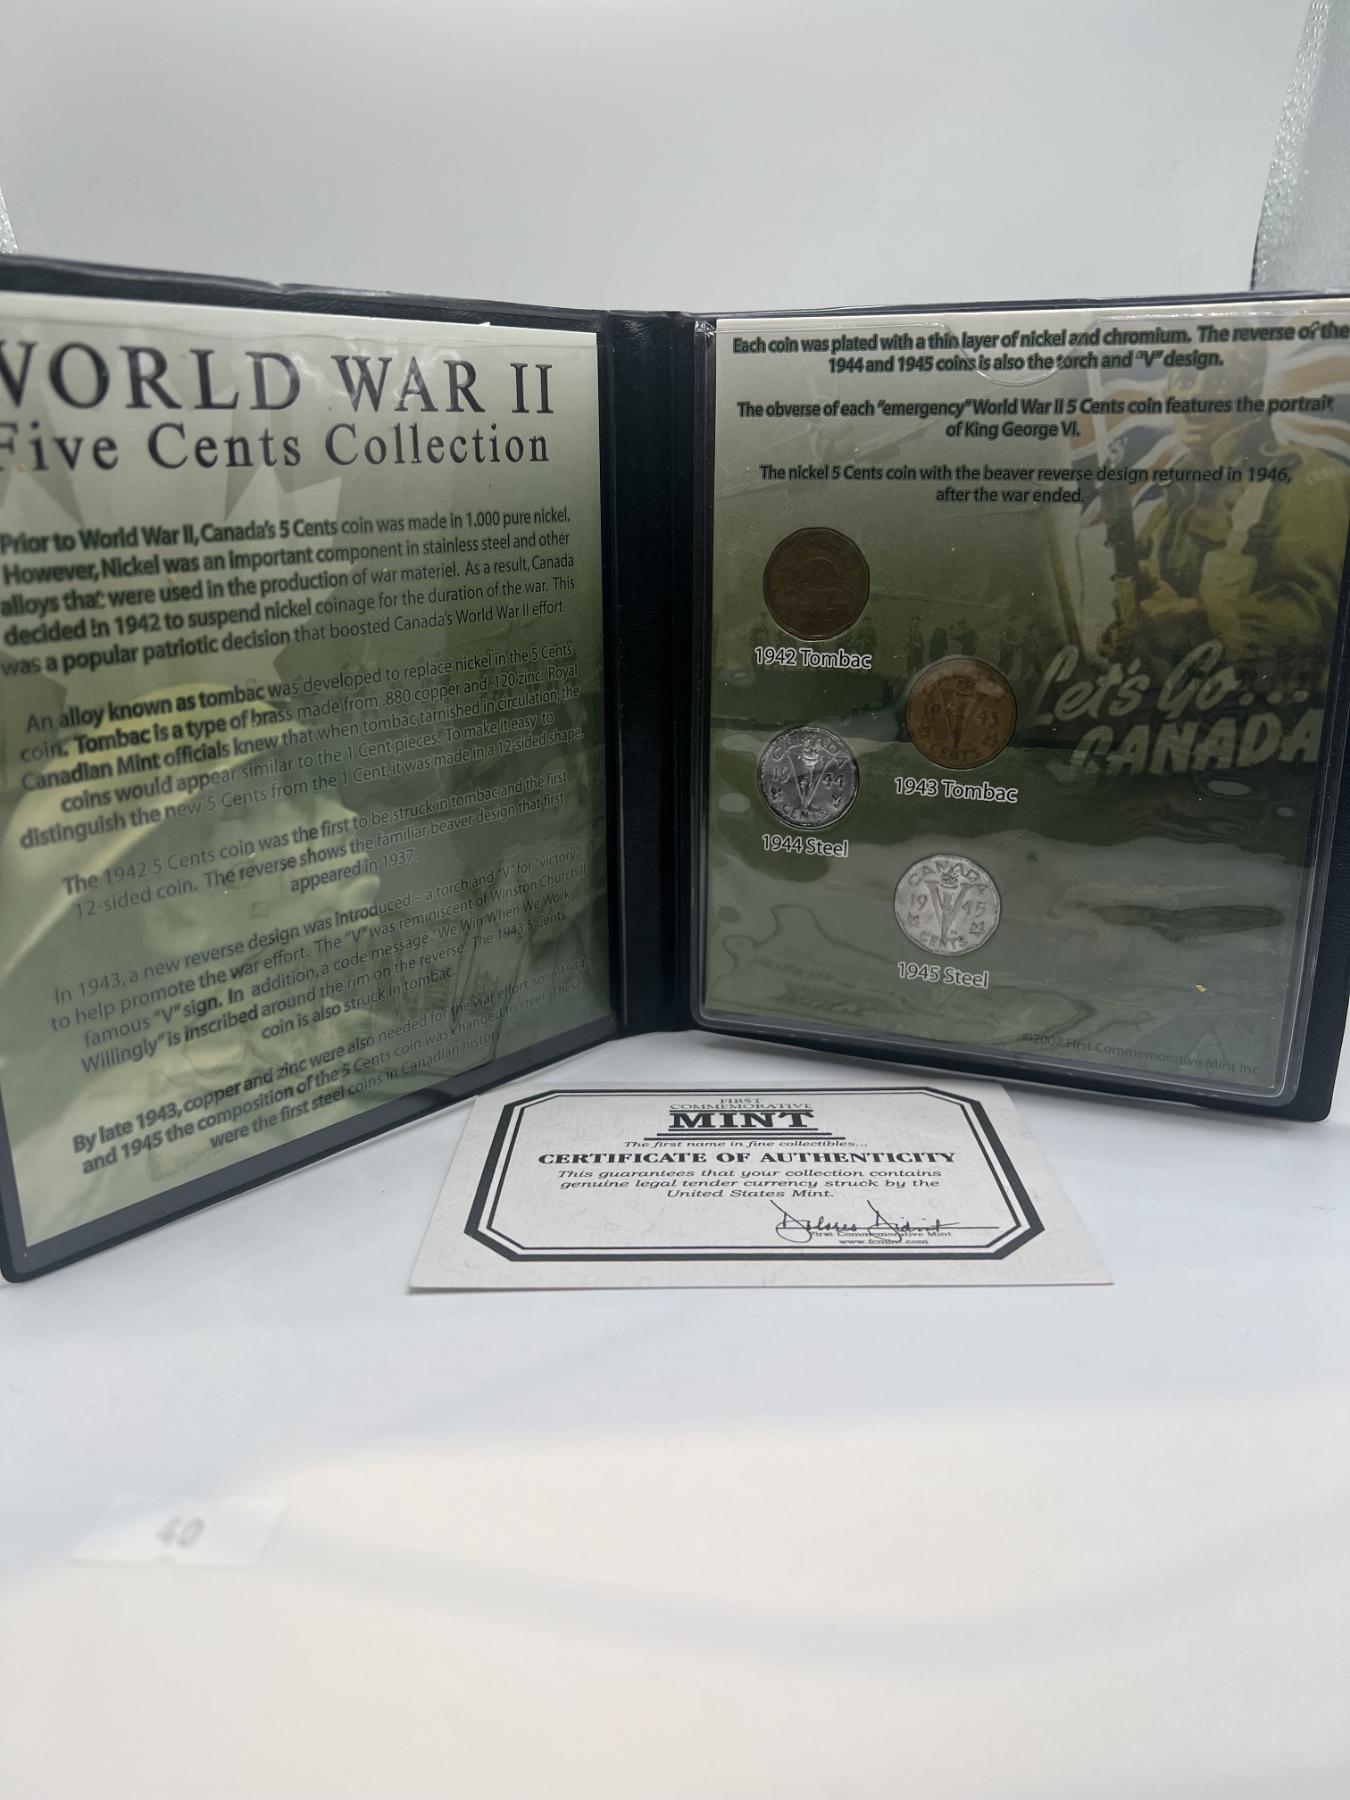 WORLD WAR II
Five Cents Collection
Prior to World War II, Canada's 5 Cents coin was made in 1.000 pure nickel.
However, Nickel was an important component in stainless steel and other
alloys that were used in the production of war materiel. As a result, Canada
decided in 1942 to suspend nickel coinage for the duration of the war. This
was a popular patriotic decision that boosted Canada's World War II effort.
An alloy known as tombac was developed to replace nickel in the 5 Cents
coin. Tombac is a type of brass made from .880 copper and .120 zinc. Royal
Canadian Mint officials knew that when tombac tarnished in circulation, the
coins would appear similar to the 1 Cent pieces. To make it easy to
distinguish the new 5 Cents from the 1 Cent, it was made in a 12-sided shape.
The 1942 5 Cents coin was the first to be struck in tombac and the first
12-sided coin. The reverse shows the familiar beaver design that first
appeared in 1937.
In 1943, a new reverse design was introduced – a torch and "V" for "victory"
to help promote the war effort. The "V" was reminiscent of Winston Churchill
famous "V" sign. In addition, a code message "We Win When We Work
Willingly" is inscribed around the rim on the reverse. The 1943 5 Cents
coin is also struck in tombac.
By late 1943, copper and zinc were also needed for the war effort so in 1944
and 1945 the composition of the 5 Cents coin was changed to steel. These
were the first steel coins in Canadian history
Each coin was plated with a thin layer of nickel and chromium. The reverse of the
1944 and 1945 coins is also the torch and "V" design.
The obverse of each "emergency" World War II 5 Cents coin features the portrait
of King George VI.
The nickel 5 Cents coin with the beaver reverse design returned in 1946,
after the war ended.
1942 Tombac
Let's Go...
CANADA
19 43
CENTS
1943 Tombac
CANADA
19 44
CENTS
1944 Steel
CANADA
19 45
CENTS
1945 Steel
©2007 First Commemorative Mint Inc
FIRST
COMMEMORATIVE
MINT
The first name in fine collectibles...
CERTIFICATE OF AUTHENTICITY
This guarantees that your collection contains
genuine legal tender currency struck by the
United States Mint.
First Commemorative Mint
www.fcmint.com
40